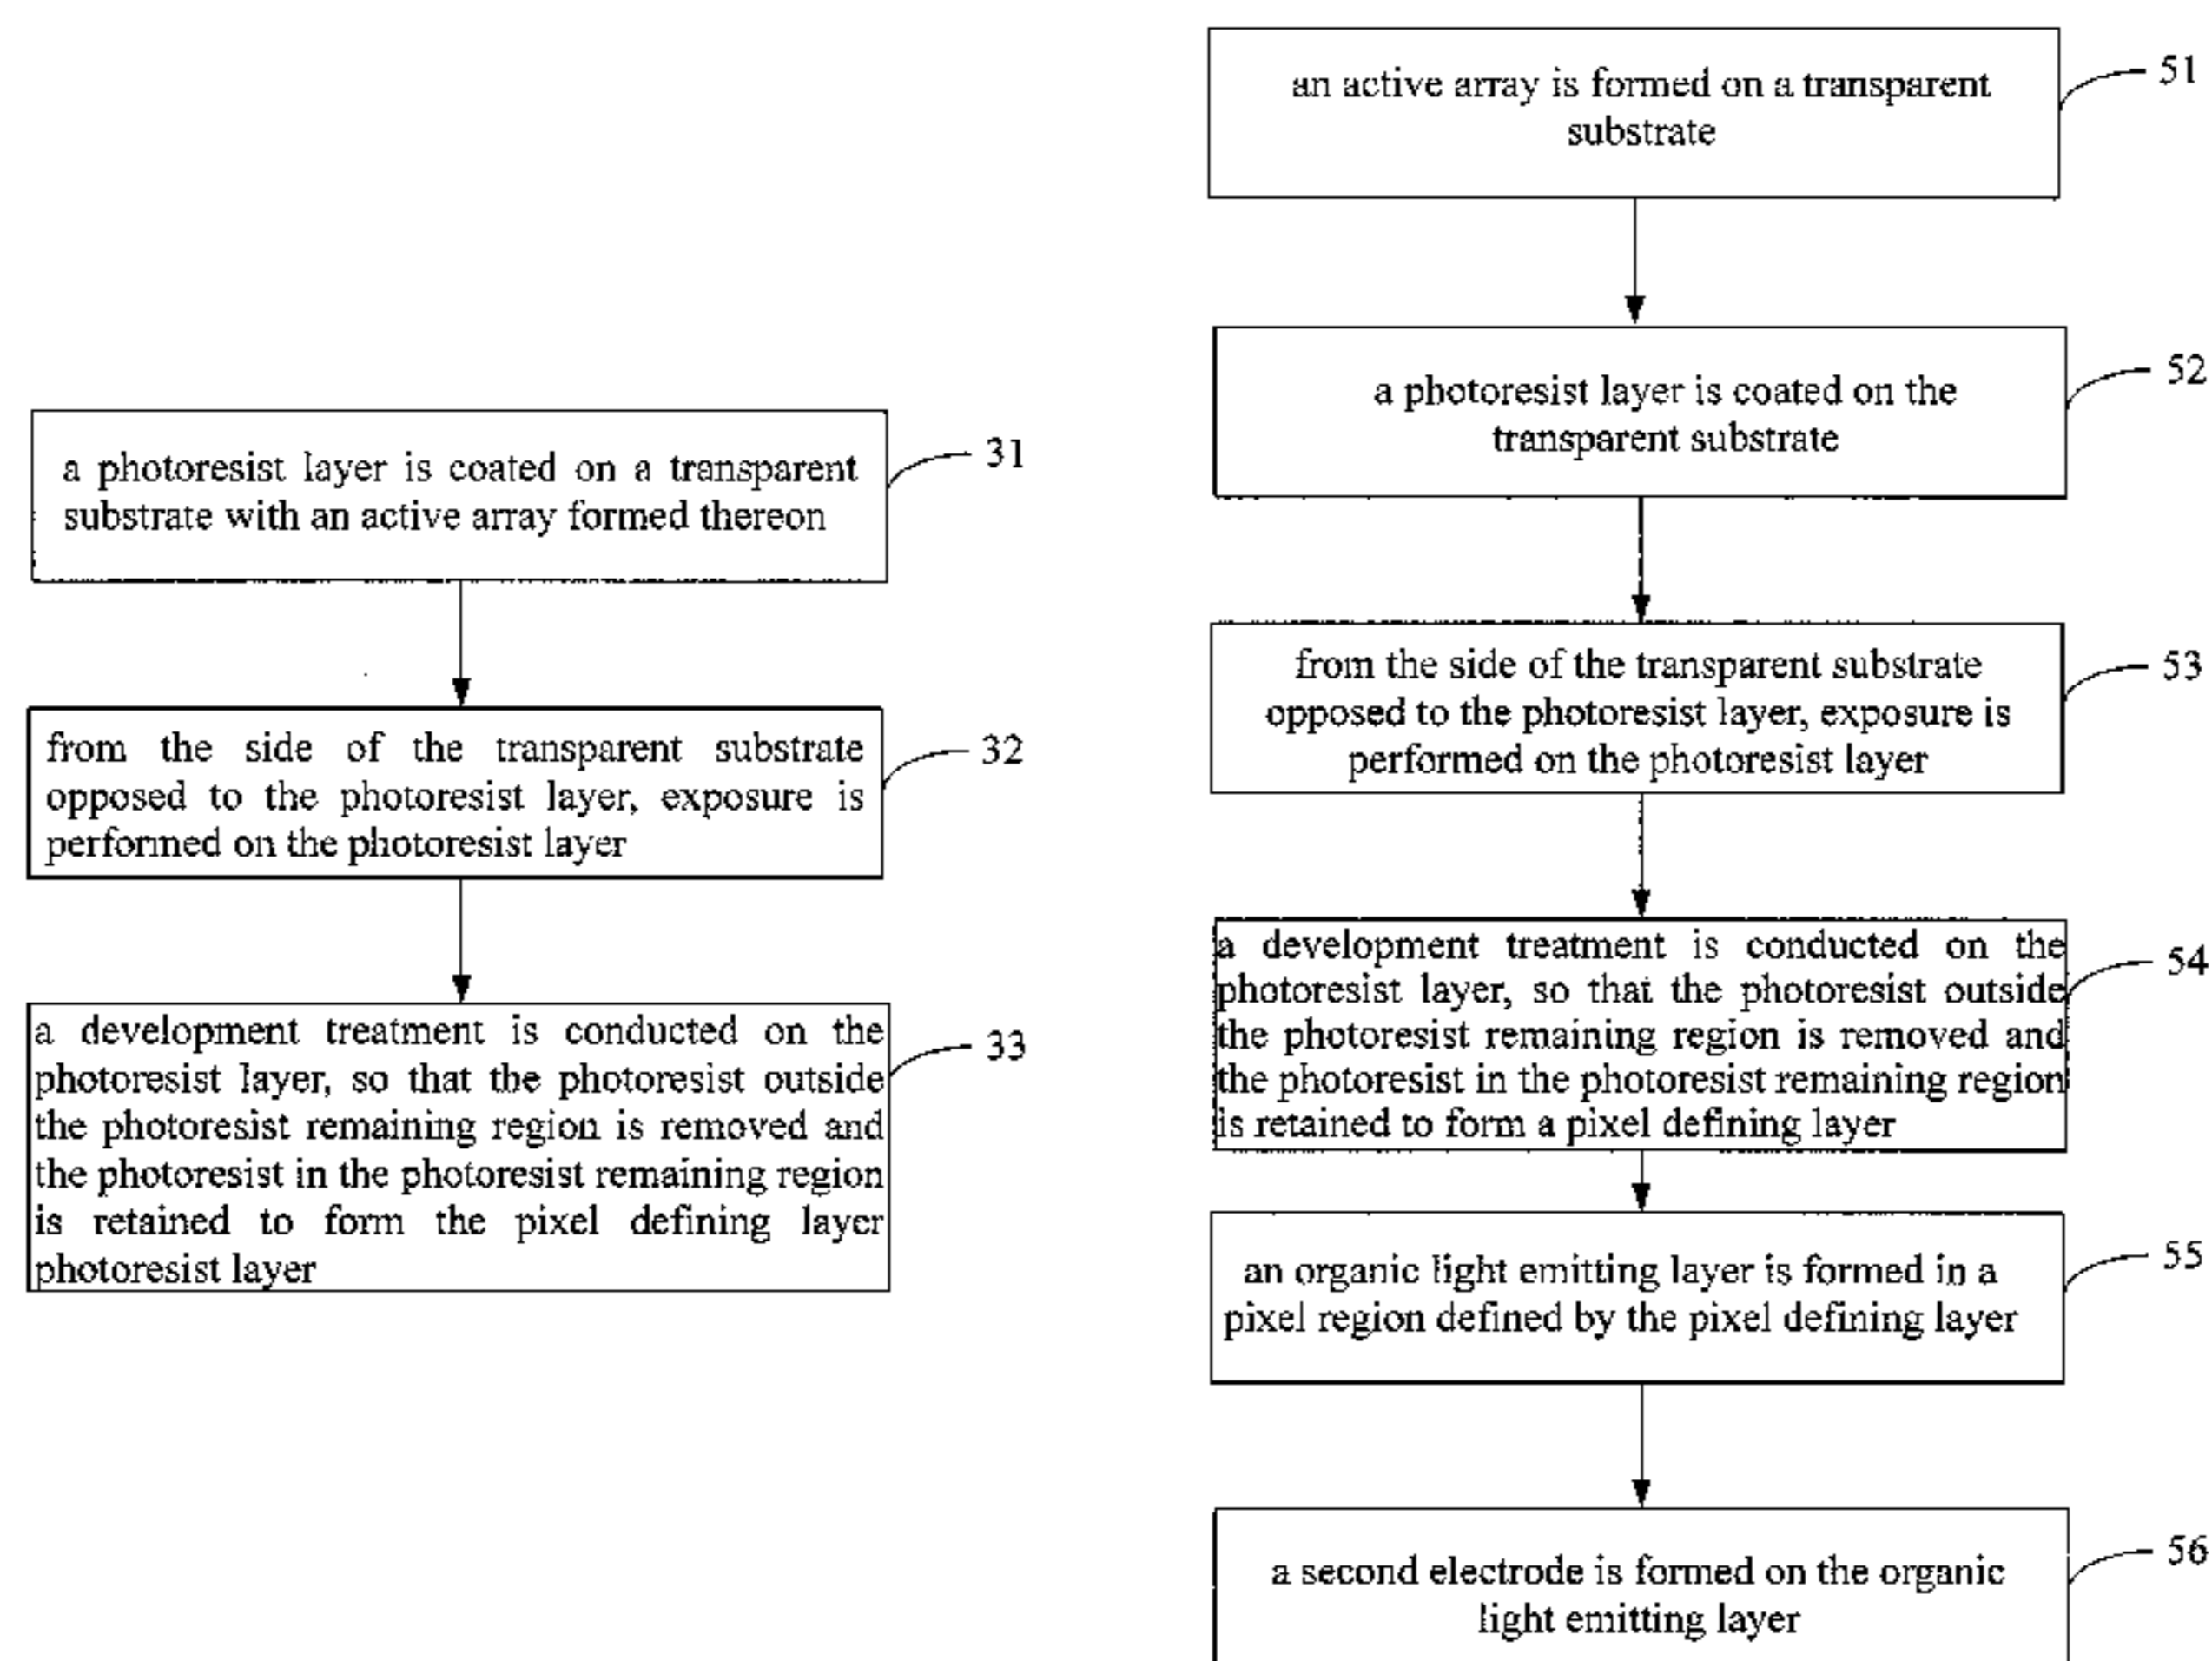 a photoresist layer is coated on a transparent
substrate with an active array formed thereon
31
from the side of the transparent substrate
opposed to the photoresist layer, exposure is
performed on the photoresist layer
32
a development treatment is conducted on the
photoresist layer, so that the photoresist outside
the photoresist remaining region is removed and
the photoresist in the photoresist remaining region
is retained to form the pixel defining layer
photoresist layer
33
an active array is formed on a transparent
substrate
51
a photoresist layer is coated on the
transparent substrate
52
from the side of the transparent substrate
opposed to the photoresist layer, exposure is
performed on the photoresist layer
53
a development treatment is conducted on the
photoresist layer, so that the photoresist outside
the photoresist remaining region is removed and
the photoresist in the photoresist remaining region
is retained to form a pixel defining layer
54
an organic light emitting layer is formed in a
pixel region defined by the pixel defining layer
55
a second electrode is formed on the organic
light emitting layer
56